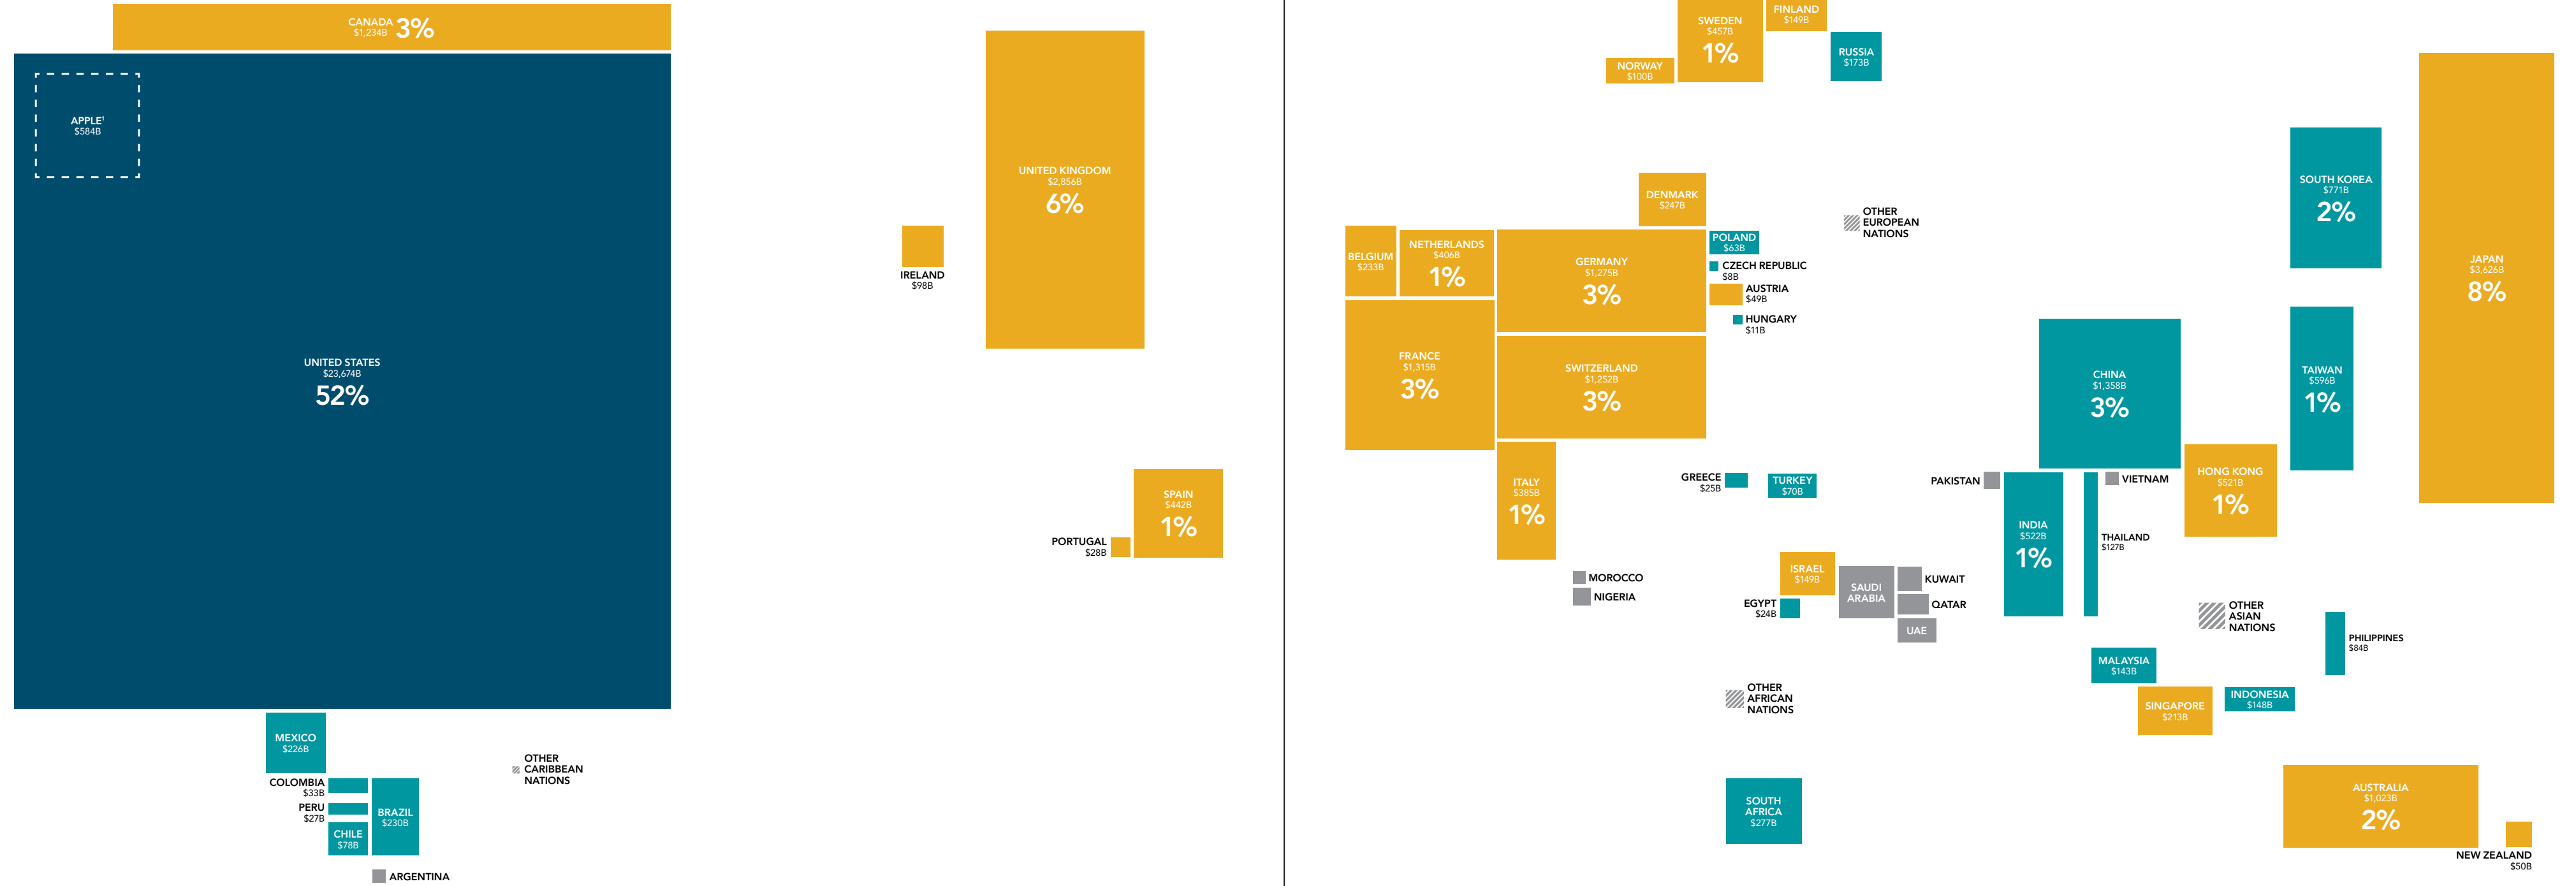 CANADA 3%
$1,234B
APPLE¹
$584B
UNITED STATES
$23,674B
52%
MEXICO
$226B
COLOMBIA
$33B
PERU
$27B
CHILE
$78B
BRAZIL
$230B
ARGENTINA
OTHER
CARIBBEAN
NATIONS
IRELAND
$98B
UNITED KINGDOM
$2,856B
6%
PORTUGAL
$28B
SPAIN
$442B
1%
NORWAY
$100B
SWEDEN
$457B
1%
FINLAND
$149B
RUSSIA
$173B
DENMARK
$247B
OTHER
EUROPEAN
NATIONS
BELGIUM
$233B
NETHERLANDS
$406B
1%
GERMANY
$1,275B
3%
POLAND
$63B
CZECH REPUBLIC
$8B
AUSTRIA
$49B
HUNGARY
$11B
FRANCE
$1,315B
3%
SWITZERLAND
$1,252B
3%
ITALY
$385B
1%
GREECE
$25B
TURKEY
$70B
MOROCCO
NIGERIA
ISRAEL
$149B
EGYPT
$24B
SAUDI
ARABIA
KUWAIT
QATAR
UAE
OTHER
AFRICAN
NATIONS
SOUTH
AFRICA
$277B
SOUTH KOREA
$771B
2%
JAPAN
$3,626B
8%
CHINA
$1,358B
3%
TAIWAN
$596B
1%
PAKISTAN
INDIA
$522B
1%
VIETNAM
THAILAND
$127B
HONG KONG
$521B
1%
OTHER
ASIAN
NATIONS
PHILIPPINES
$84B
MALAYSIA
$143B
SINGAPORE
$213B
INDONESIA
$148B
AUSTRALIA
$1,023B
2%
NEW ZEALAND
$50B